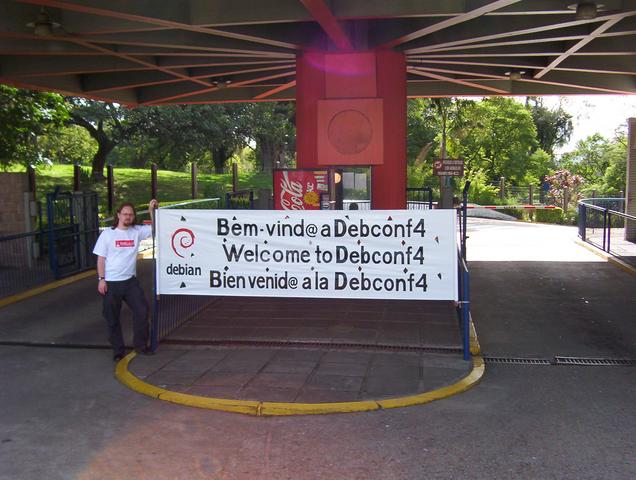 Bem-vind@ a Debconf4
Welcome to Debconf4
Bienvenid@ a la Debconf4
debian
Coca-Cola